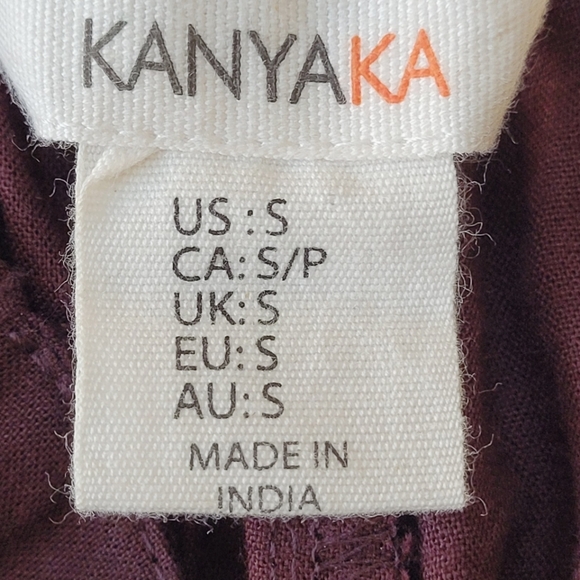 KANYAKA
US : S
CA: S/P
UK: S
EU: S
AU: S
MADE IN
INDIA